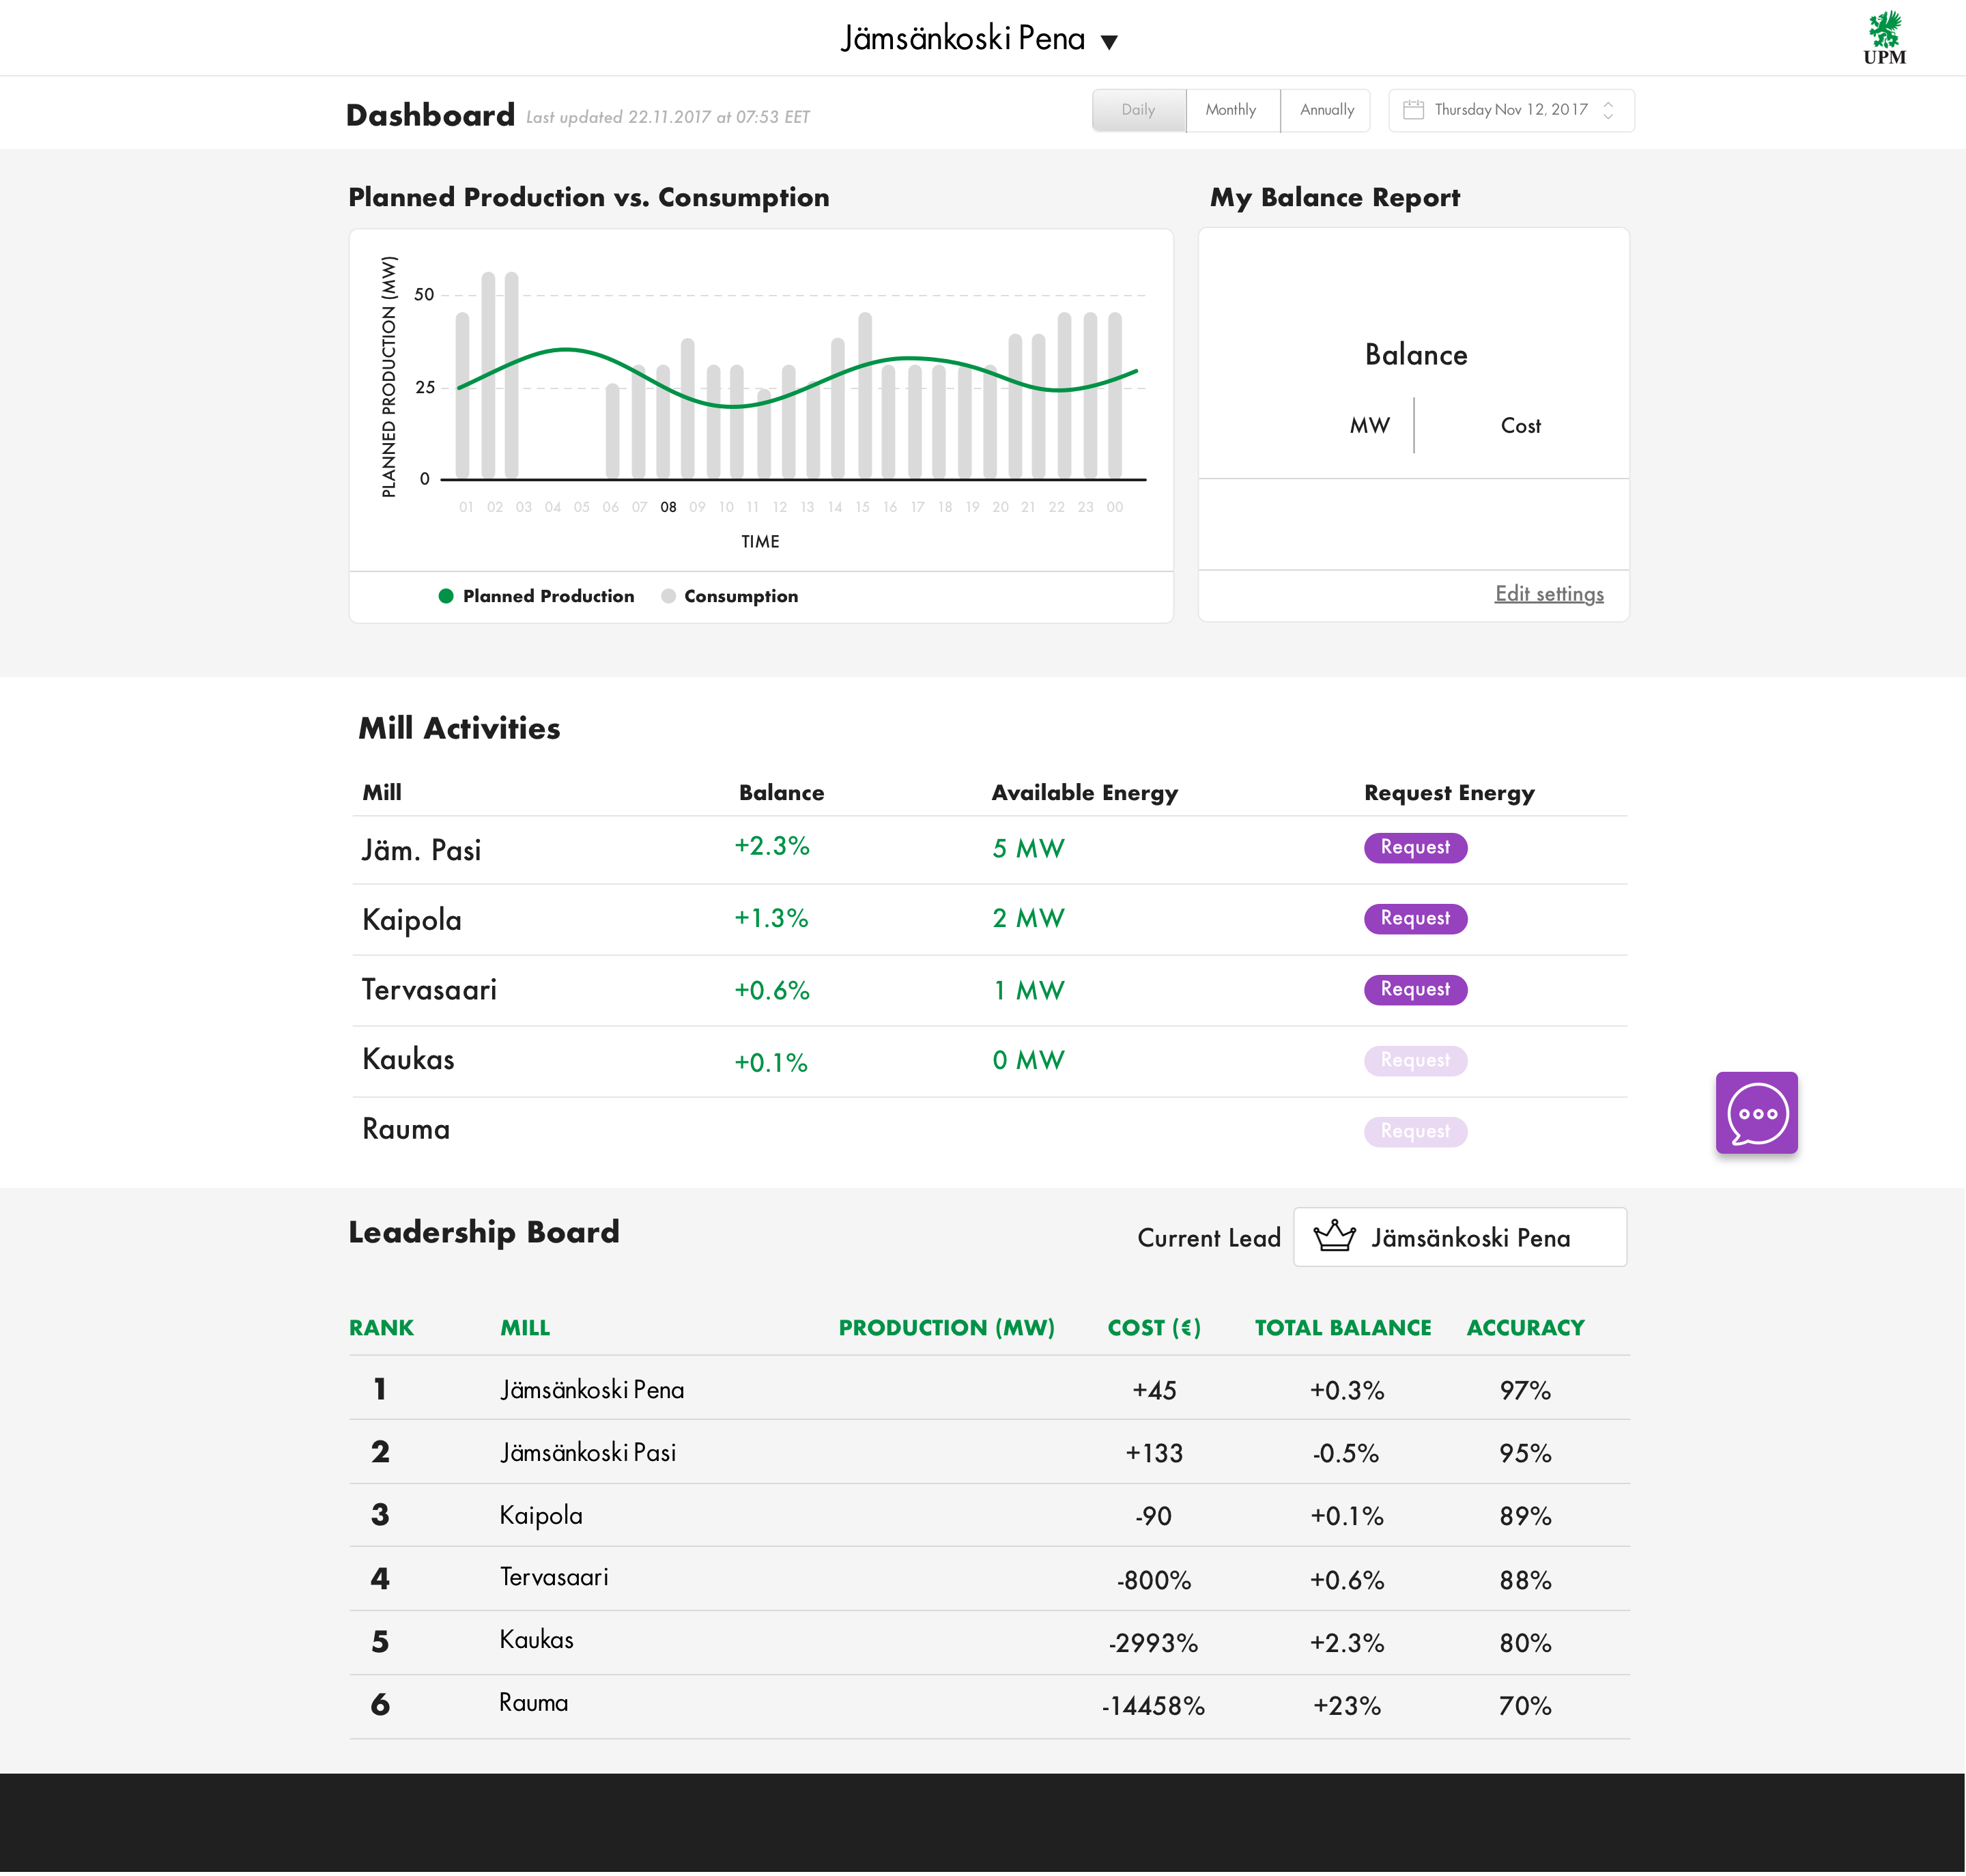 Jämsänkoski Pena
UPM
Dashboard Last updated 22.11.2017 at 07:53 EET
Daily Monthly Annually Thursday Nov 12, 2017
Planned Production vs. Consumption
My Balance Report
PLANNED PRODUCTION (MW)
50
25
0
01 02 03 04 05 06 07 08 09 10 11 12 13 14 15 16 17 18 19 20 21 22 23 00
TIME
Planned Production Consumption
Balance
MW Cost
Edit settings
Mill Activities
Mill Balance Available Energy Request Energy
Jäm. Pasi +2.3% 5 MW Request
Kaipola +1.3% 2 MW Request
Tervasaari +0.6% 1 MW Request
Kaukas +0.1% 0 MW Request
Rauma Request
Leadership Board
Current Lead Jämsänkoski Pena
RANK MILL PRODUCTION (MW) COST (€) TOTAL BALANCE ACCURACY
1 Jämsänkoski Pena +45 +0.3% 97%
2 Jämsänkoski Pasi +133 -0.5% 95%
3 Kaipola -90 +0.1% 89%
4 Tervasaari -800% +0.6% 88%
5 Kaukas -2993% +2.3% 80%
6 Rauma -14458% +23% 70%